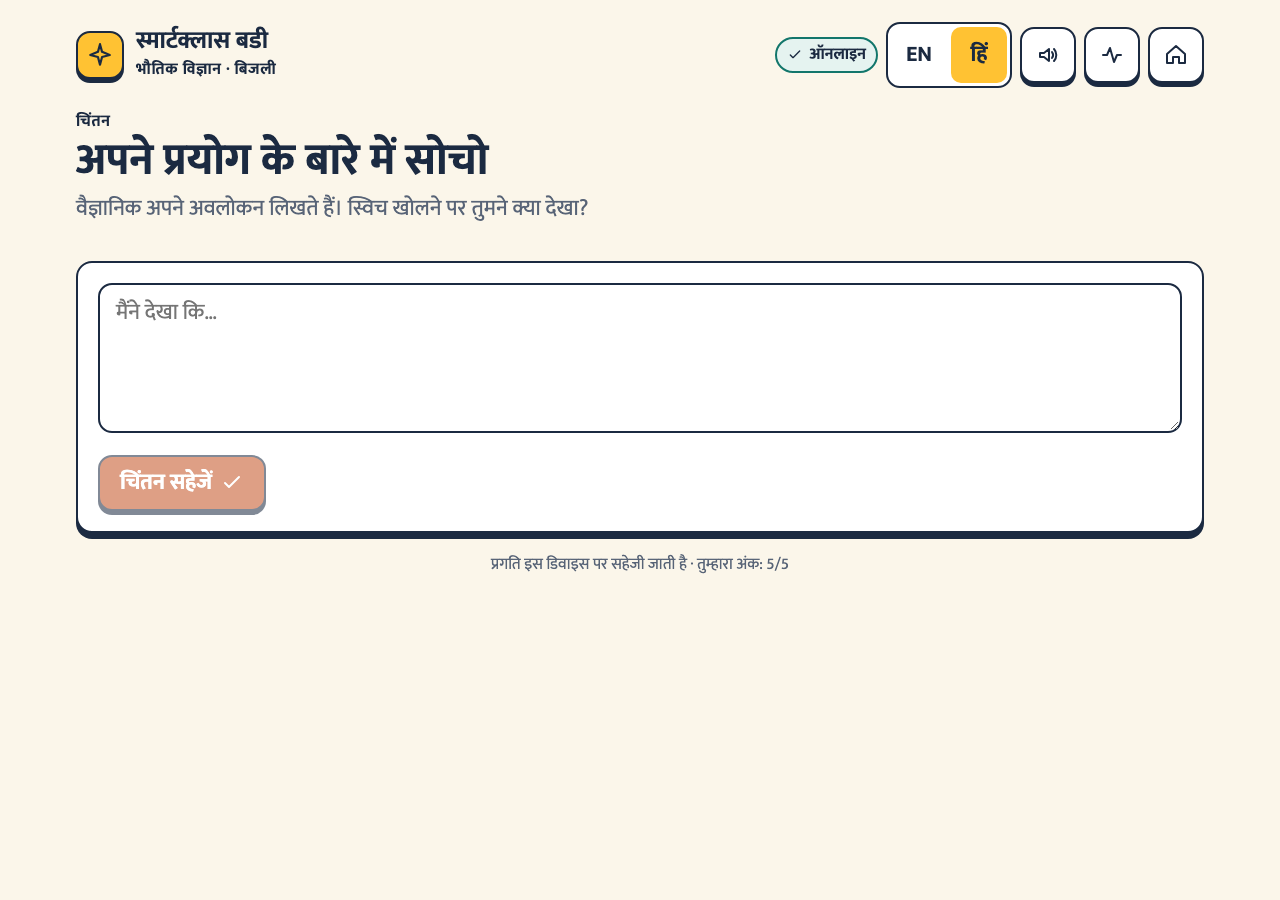 स्मार्टक्लास बडी
भौतिक विज्ञान · बिजली
ऑनलाइन
EN
हिं
चिंतन
अपने प्रयोग के बारे में सोचो
वैज्ञानिक अपने अवलोकन लिखते हैं। स्विच खोलने पर तुमने क्या देखा?
मैंने देखा कि…
चिंतन सहेजें
प्रगति इस डिवाइस पर सहेजी जाती है · तुम्हारा अंक: 5/5